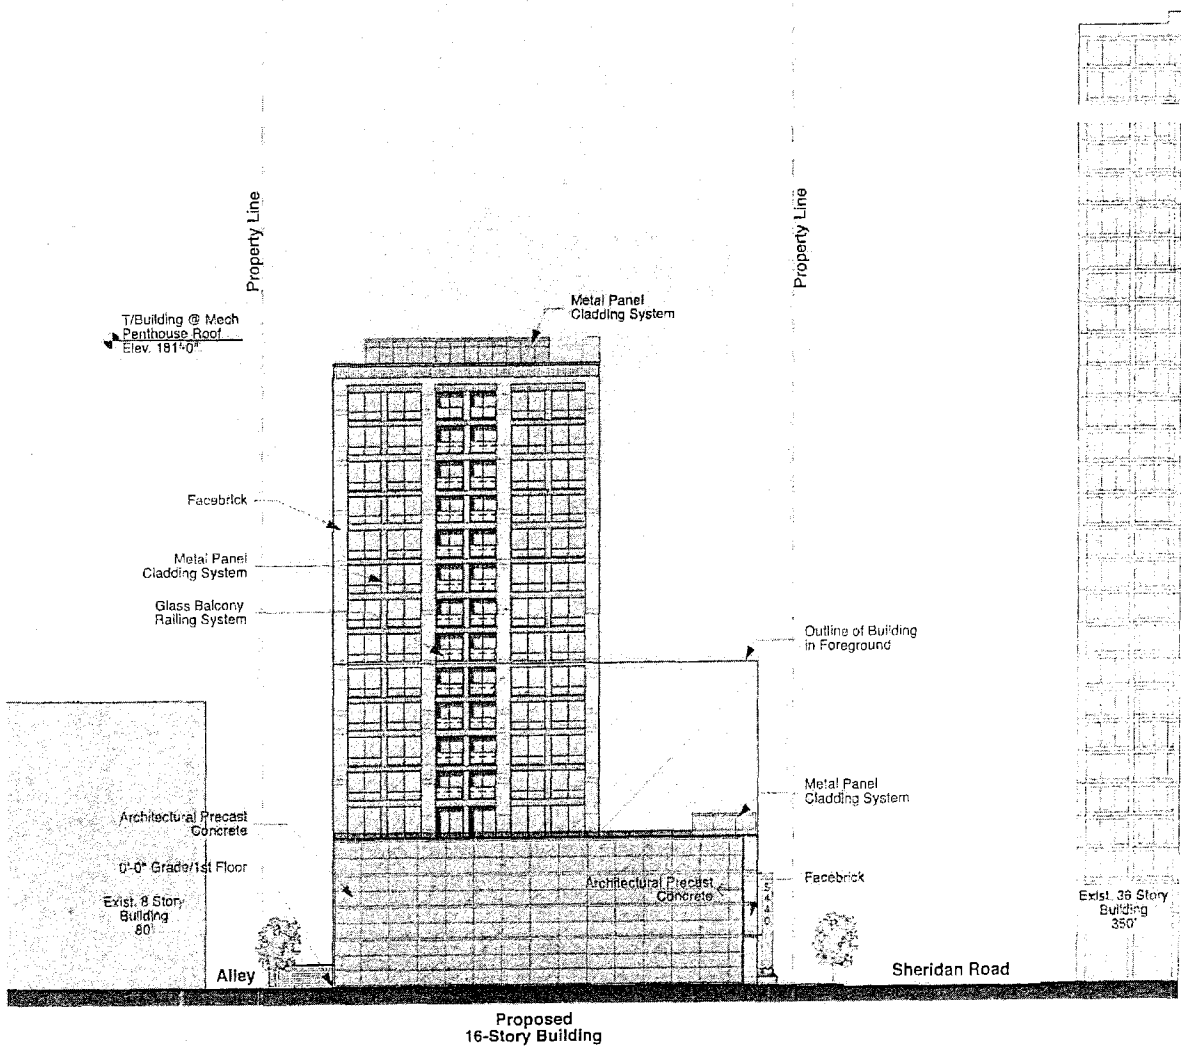 Property Line
Property Line
Metal Panel
Cladding System
T/Building @ Mech
Penthouse Roof
Elev. 181'-0"
Facebrick
Metal Panel
Cladding System
Glass Balcony
Railing System
Outline of Building
in Foreground
Metal Panel
Cladding System
Architectural Precast
Concrete
0'-0" Grade/1st Floor
Exist. 8 Story
Building
80'
Architectural Precast
Concrete
Facebrick
5440
Exist. 36 Story
Building
350'
Alley
Sheridan Road
Proposed
16-Story Building